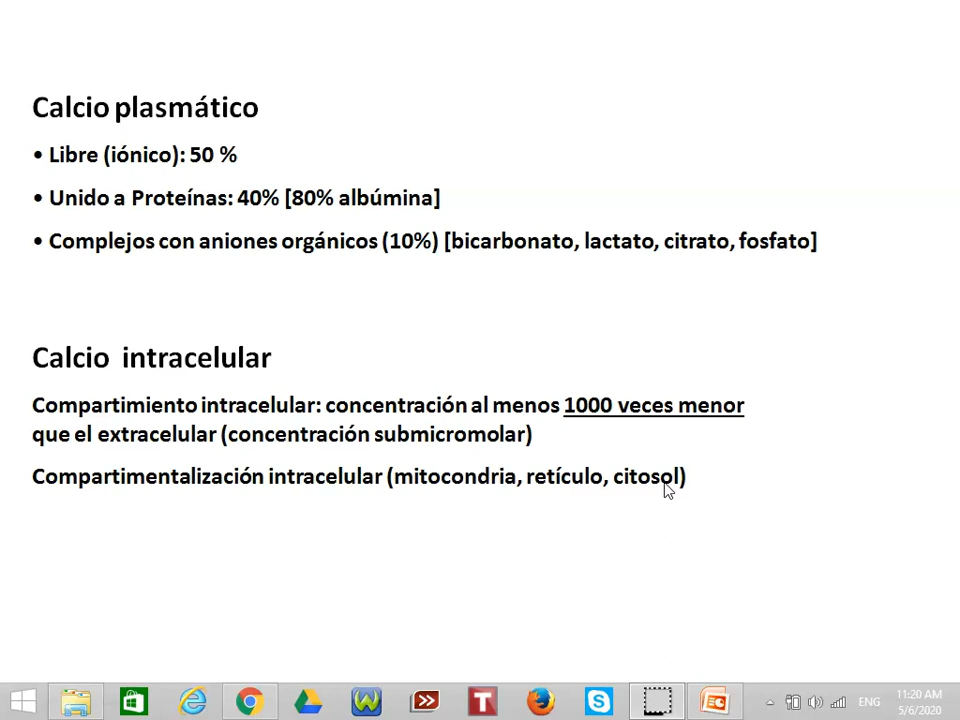 Calcio plasmático
• Libre (iónico): 50 %
• Unido a Proteínas: 40% [80% albúmina]
• Complejos con aniones orgánicos (10%) [bicarbonato, lactato, citrato, fosfato]
Calcio intracelular
Compartimiento intracelular: concentración al menos 1000 veces menor
que el extracelular (concentración submicromolar)
Compartimentalización intracelular (mitocondria, retículo, citosol)
ENG
11:20 AM
5/6/2020